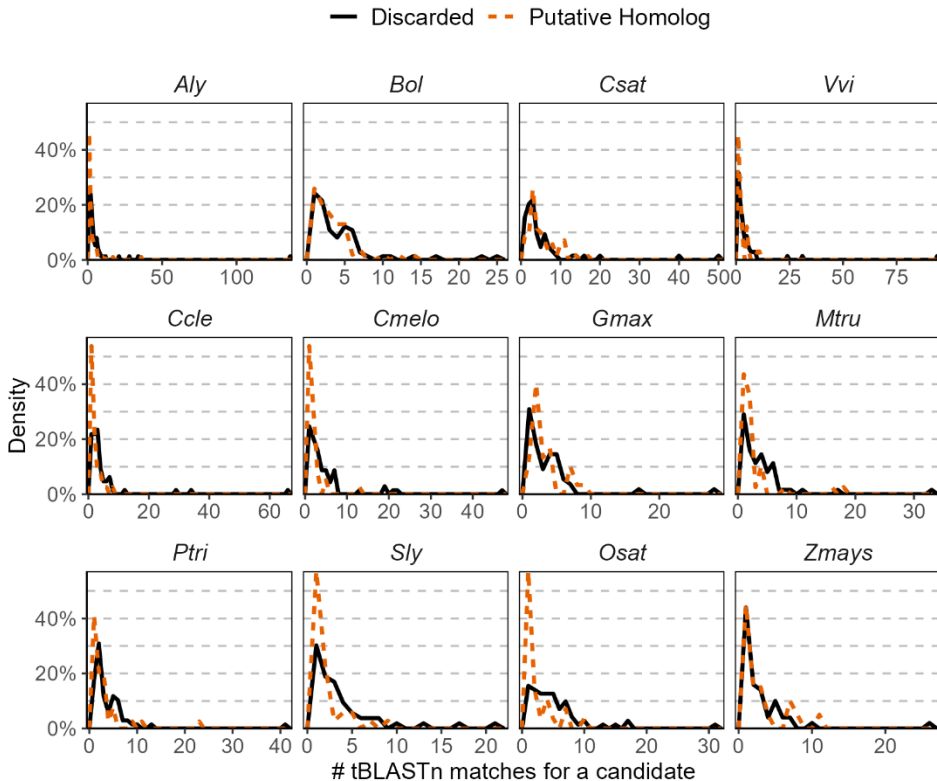 Discarded Putative Homolog
Aly Bol Csat Vvi
40%
20%
0%
0 50 100 0 5 10 15 20 25 0 10 20 30 40 50 0 25 50 75
Ccle Cmelo Gmax Mtru
Density
40%
20%
0%
0 20 40 60 0 10 20 30 40 0 10 20 0 10 20 30
Ptri Sly Osat Zmays
40%
20%
0%
0 10 20 30 40 0 5 10 15 20 0 10 20 30 0 10 20
# tBLASTn matches for a candidate